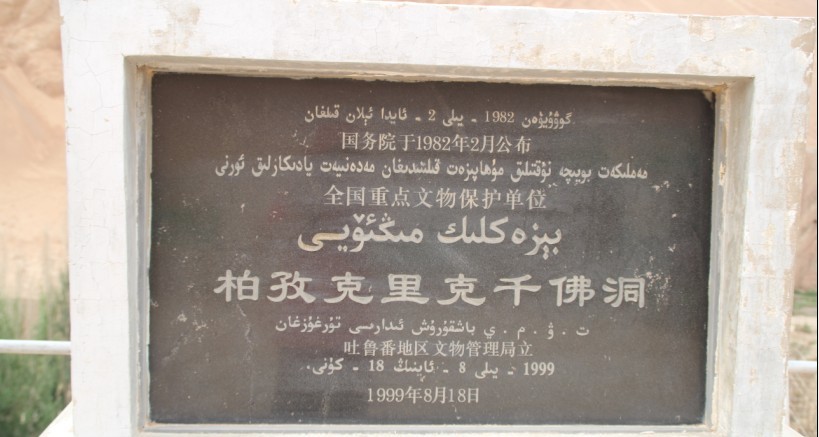 گوۋۇيۈەن 1982 ـ يىلى 2 ـ ئايدا ئېلان قىلغان
国务院于1982年2月公布
مەملىكەت بويىچە نۇقتىلىق مۇھاپىزەت قىلىنىدىغان مەدەنىيەت يادىكارلىق ئورنى
全国重点文物保护单位
بېزەكلىك مىڭئۆيى
柏孜克里克千佛洞
ت . ۋ . م . ي باشقۇرۇش ئىدارىسى تۇرغۇزغان
吐鲁番地区文物管理局立
1999 ـ يىلى 8 ـ ئاينىڭ 18 ـ كۈنى.
1999年8月18日